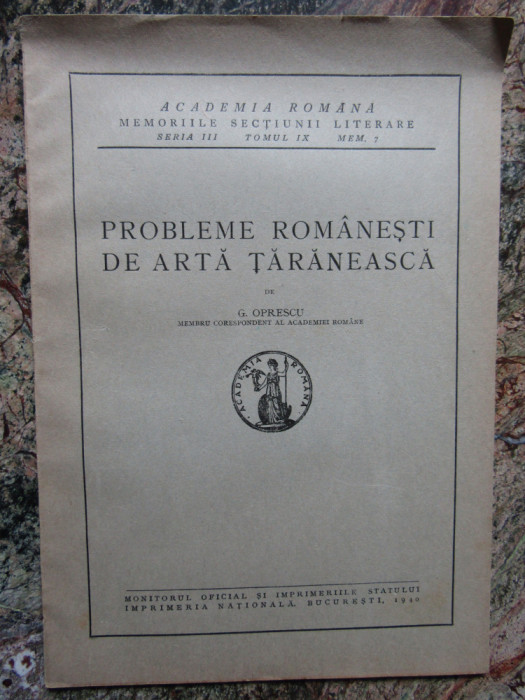 ACADEMIA ROMÂNĂ
MEMORIILE SECȚIUNII LITERARE
SERIA III TOMUL IX MEM. 7
PROBLEME ROMÂNEȘTI
DE ARTĂ ȚĂRĂNEASCĂ
DE
G. OPRESCU
MEMBRU CORESPONDENT AL ACADEMIEI ROMÂNE
ACADEMIA ROMÂNĂ
MONITORUL OFICIAL ȘI IMPRIMERIILE STATULUI
IMPRIMERIA NAȚIONALĂ, BUCUREȘTI, 1940